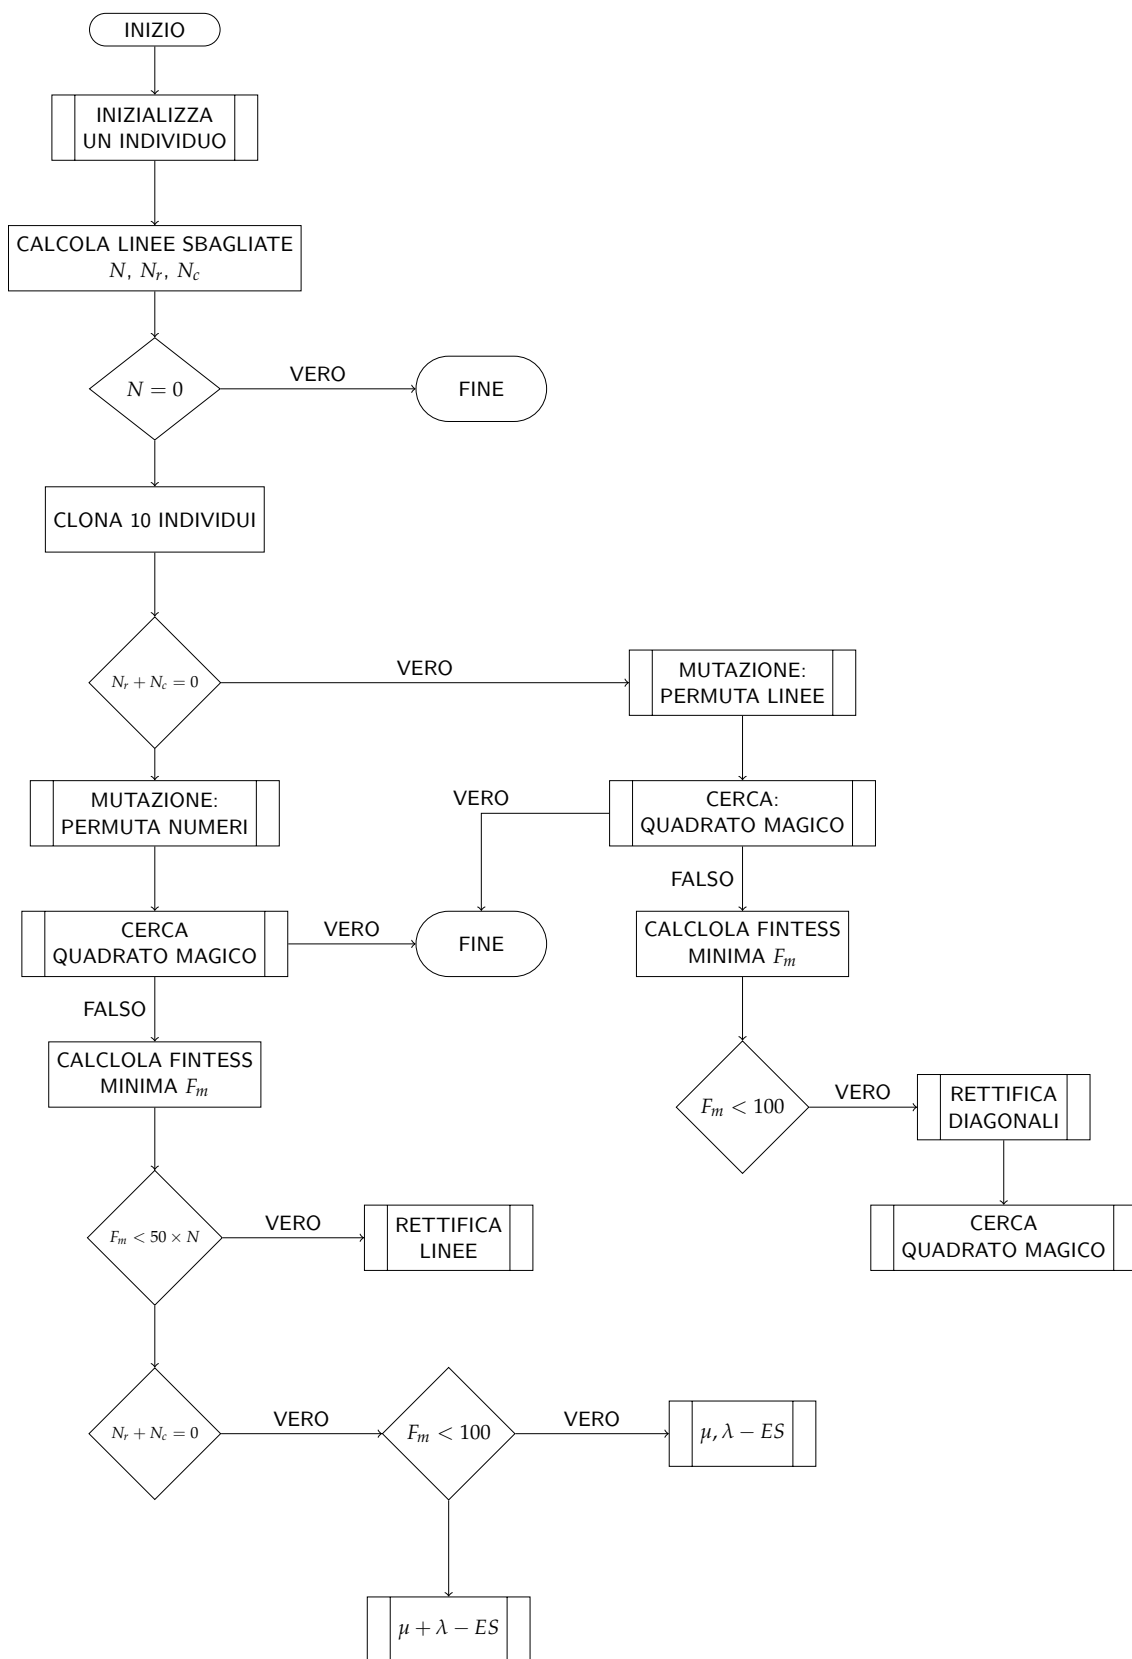 INIZIO
INIZIALIZZA
UN INDIVIDUO
CALCOLA LINEE SBAGLIATE
N, N_r, N_c
N = 0
VERO
FINE
CLONA 10 INDIVIDUI
N_r + N_c = 0
VERO
MUTAZIONE:
PERMUTA LINEE
MUTAZIONE:
PERMUTA NUMERI
VERO
CERCA:
QUADRATO MAGICO
FALSO
CERCA
QUADRATO MAGICO
VERO
FINE
CALCLOLA FINTESS
MINIMA F_m
FALSO
CALCLOLA FINTESS
MINIMA F_m
F_m < 100
VERO
RETTIFICA
DIAGONALI
F_m < 50 × N
VERO
RETTIFICA
LINEE
CERCA
QUADRATO MAGICO
N_r + N_c = 0
VERO
F_m < 100
VERO
μ, λ − ES
μ + λ − ES